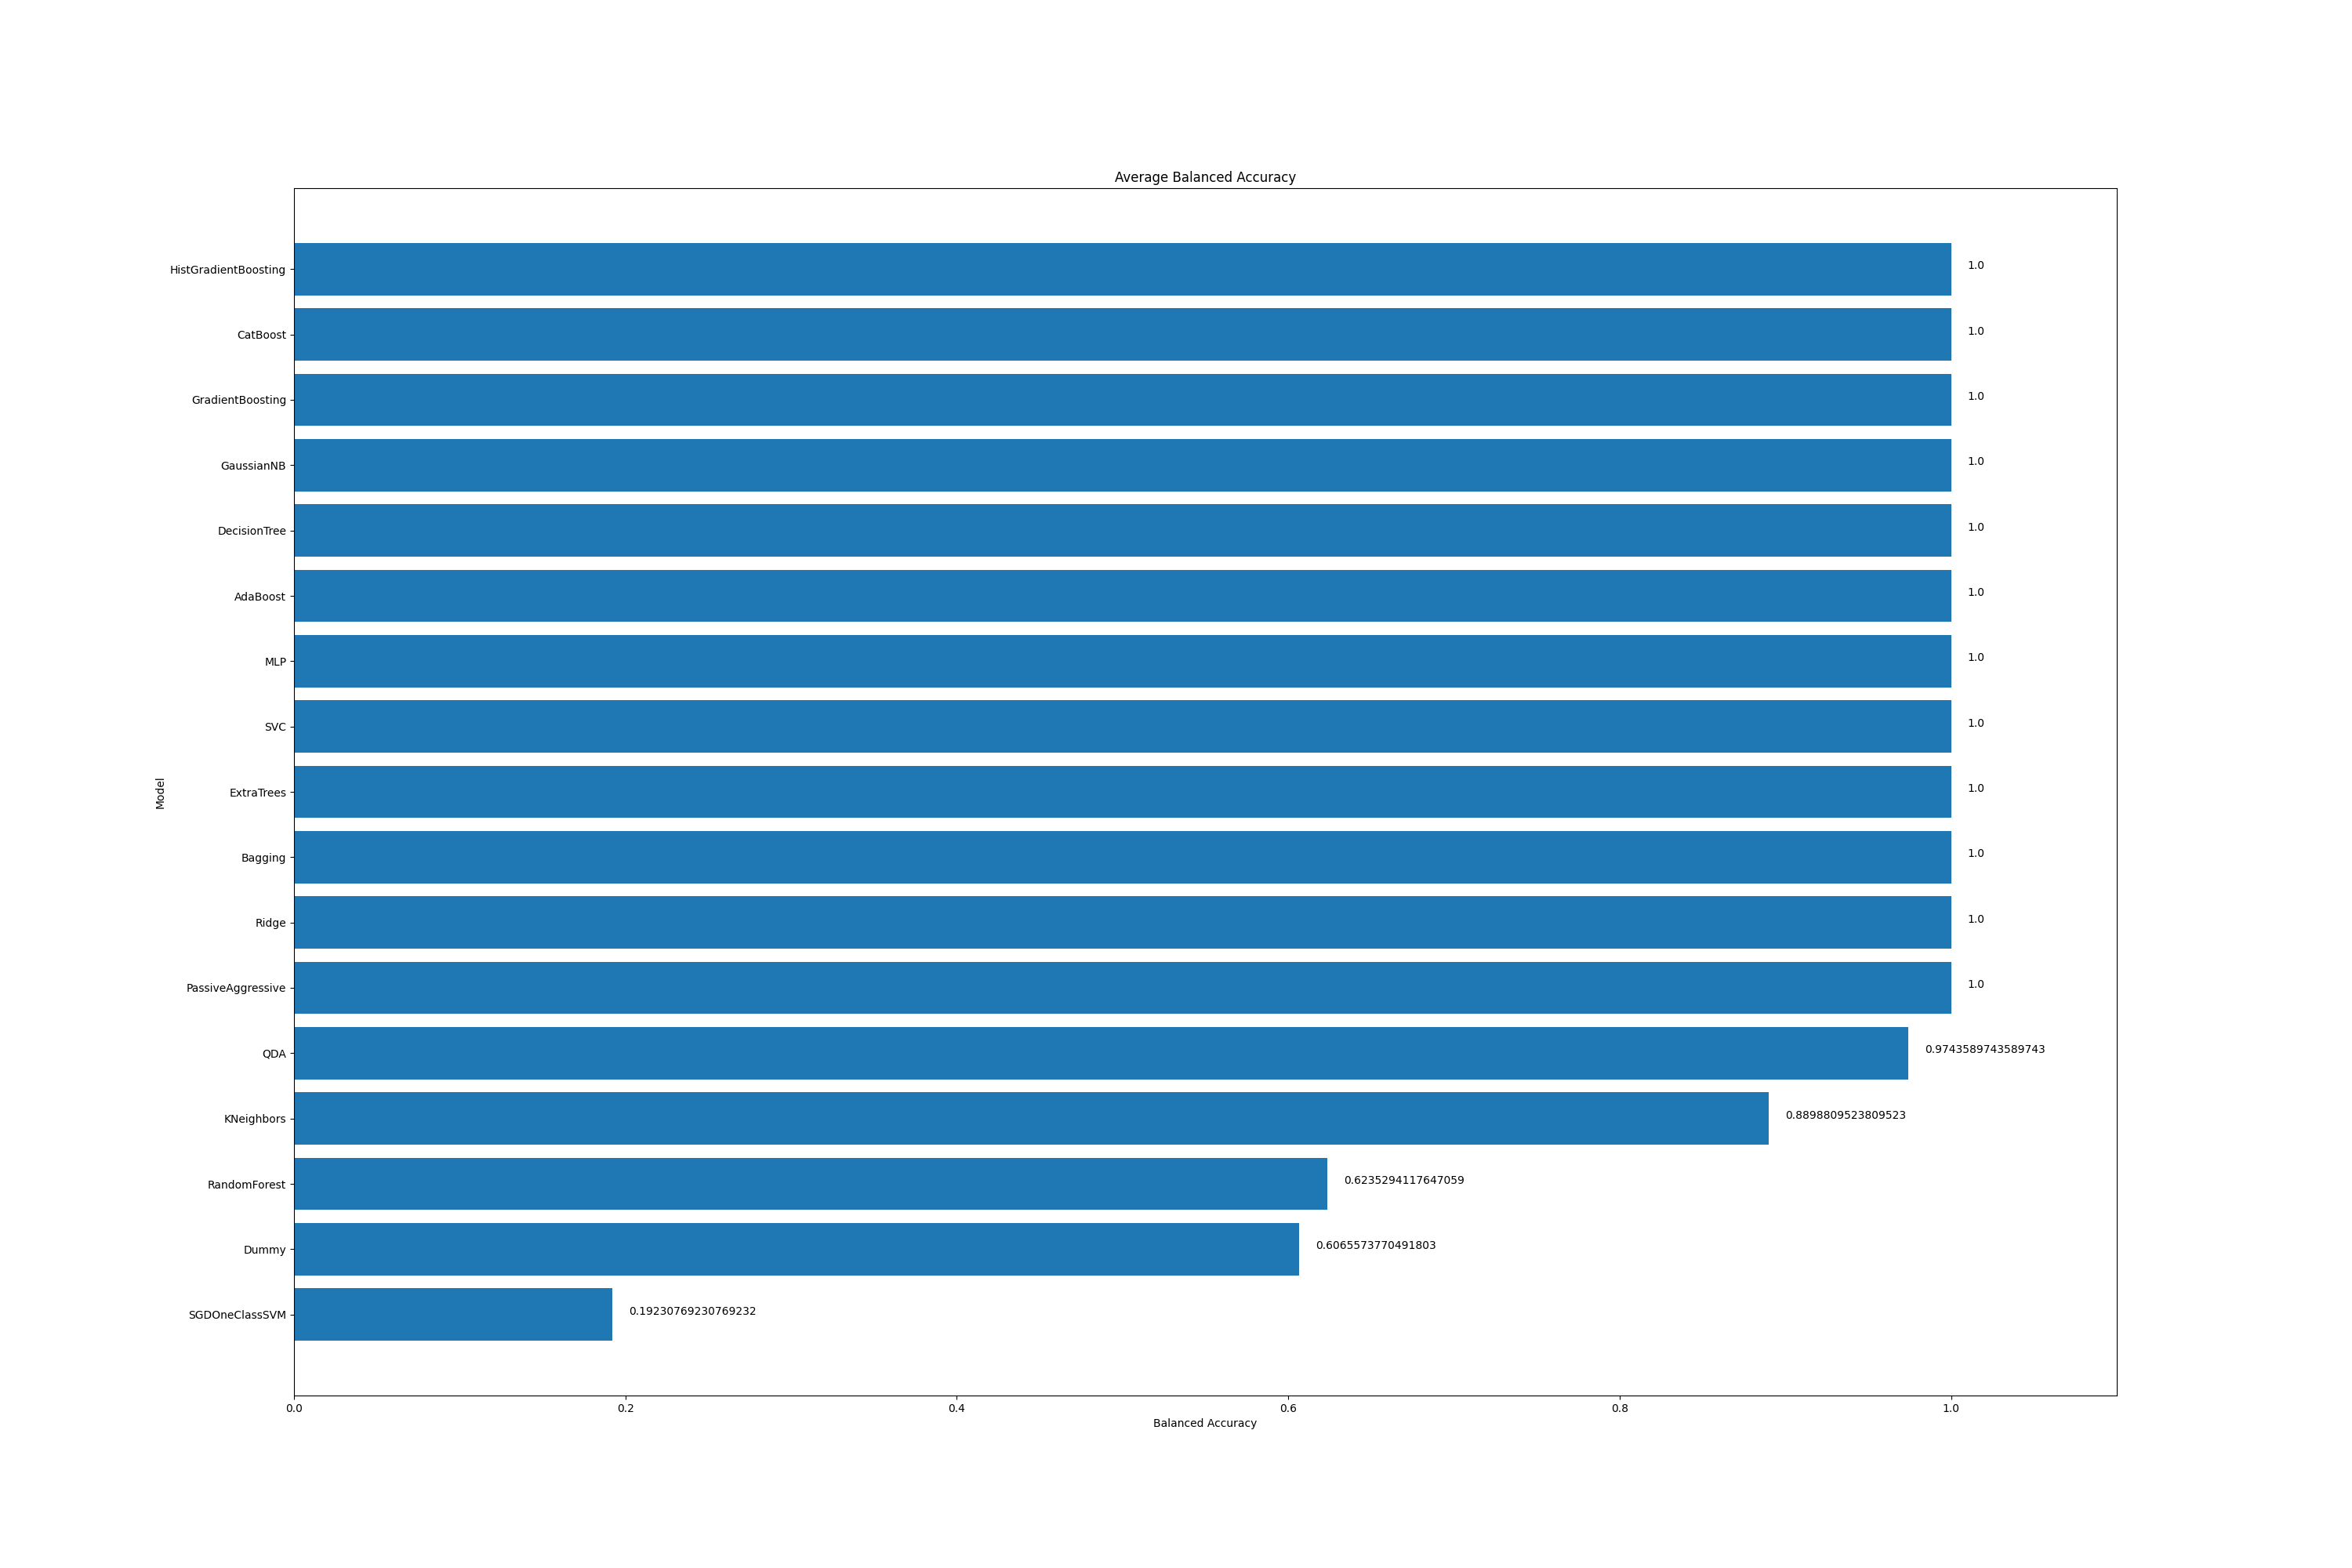 Average Balanced Accuracy
HistGradientBoosting 1.0
CatBoost 1.0
GradientBoosting 1.0
GaussianNB 1.0
DecisionTree 1.0
AdaBoost 1.0
MLP 1.0
SVC 1.0
ExtraTrees 1.0
Bagging 1.0
Ridge 1.0
PassiveAggressive 1.0
QDA 0.9743589743589743
KNeighbors 0.8898809523809523
RandomForest 0.6235294117647059
Dummy 0.6065573770491803
SGDOneClassSVM 0.19230769230769232
Model
0.0 0.2 0.4 0.6 0.8 1.0
Balanced Accuracy